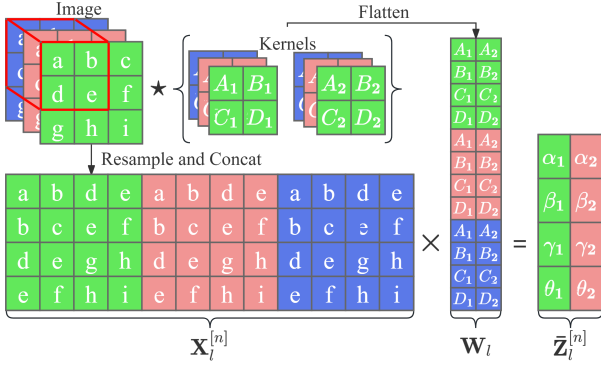 Image
Flatten
Kernels
a b c
d e f
g h i
d
g
★
A₁ B₁
C₁ D₁
A₂ B₂
C₂ D₂
Resample and Concat
a b d e a b d e a b d e
b c e f b c e f b c e f
d e g h d e g h d e g h
e f h i e f h i e f h i
×
A₁ A₂
B₁ B₂
C₁ C₂
D₁ D₂
A₁ A₂
B₁ B₂
C₁ C₂
D₁ D₂
A₁ A₂
B₁ B₂
C₁ C₂
D₁ D₂
=
α₁ α₂
β₁ β₂
γ₁ γ₂
θ₁ θ₂
X_l^[n]
W_l
Z̄_l^[n]